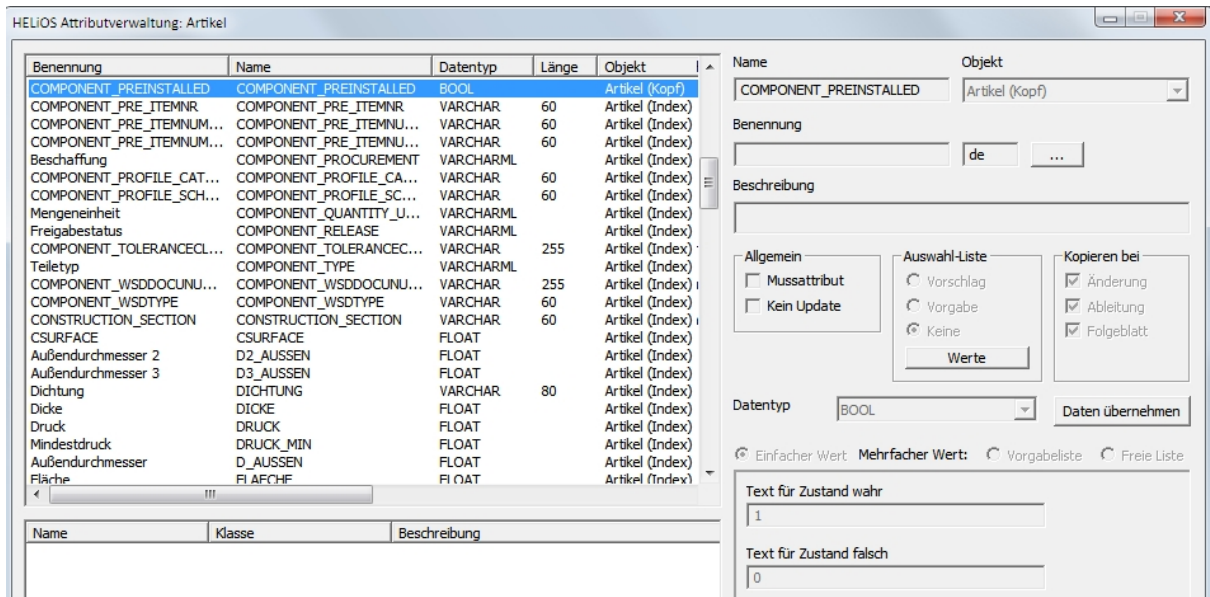 HELiOS Attributverwaltung: Artikel
Benennung Name Datentyp Länge Objekt
COMPONENT_PREINSTALLED COMPONENT_PREINSTALLED BOOL Artikel (Kopf)
COMPONENT_PRE_ITEMNR COMPONENT_PRE_ITEMNR VARCHAR 60 Artikel (Index)
COMPONENT_PRE_ITEMNUM... COMPONENT_PRE_ITEMNU... VARCHAR 60 Artikel (Index)
COMPONENT_PRE_ITEMNUM... COMPONENT_PRE_ITEMNU... VARCHAR 60 Artikel (Index)
Beschaffung COMPONENT_PROCUREMENT VARCHARML Artikel (Index)
COMPONENT_PROFILE_CAT... COMPONENT_PROFILE_CA... VARCHAR 60 Artikel (Index)
COMPONENT_PROFILE_SCH... COMPONENT_PROFILE_SC... VARCHAR 60 Artikel (Index)
Mengeneinheit COMPONENT_QUANTITY_U... VARCHARML Artikel (Index)
Freigabestatus COMPONENT_RELEASE VARCHARML Artikel (Index)
COMPONENT_TOLERANCECL... COMPONENT_TOLERANCEC... VARCHAR 255 Artikel (Index)
Teiletyp COMPONENT_TYPE VARCHARML Artikel (Index)
COMPONENT_WSDDOCUNU... COMPONENT_WSDDOCUNU... VARCHAR 255 Artikel (Index)
COMPONENT_WSDTYPE COMPONENT_WSDTYPE VARCHAR 60 Artikel (Index)
CONSTRUCTION_SECTION CONSTRUCTION_SECTION VARCHAR 60 Artikel (Index)
CSURFACE CSURFACE FLOAT Artikel (Index)
Außendurchmesser 2 D2_AUSSEN FLOAT Artikel (Index)
Außendurchmesser 3 D3_AUSSEN FLOAT Artikel (Index)
Dichtung DICHTUNG VARCHAR 80 Artikel (Index)
Dicke DICKE FLOAT Artikel (Index)
Druck DRUCK FLOAT Artikel (Index)
Mindestdruck DRUCK_MIN FLOAT Artikel (Index)
Außendurchmesser D_AUSSEN FLOAT Artikel (Index)
Fläche FLAECHE FLOAT Artikel (Index)
Name Klasse Beschreibung
Name Objekt
COMPONENT_PREINSTALLED Artikel (Kopf)
Benennung
de ...
Beschreibung
Allgemein Auswahl-Liste Kopieren bei
Mussattribut Vorschlag Änderung
Kein Update Vorgabe Ableitung
Keine Folgeblatt
Werte
Datentyp BOOL Daten übernehmen
Einfacher Wert Mehrfacher Wert: Vorgabeliste Freie Liste
Text für Zustand wahr
1
Text für Zustand falsch
0